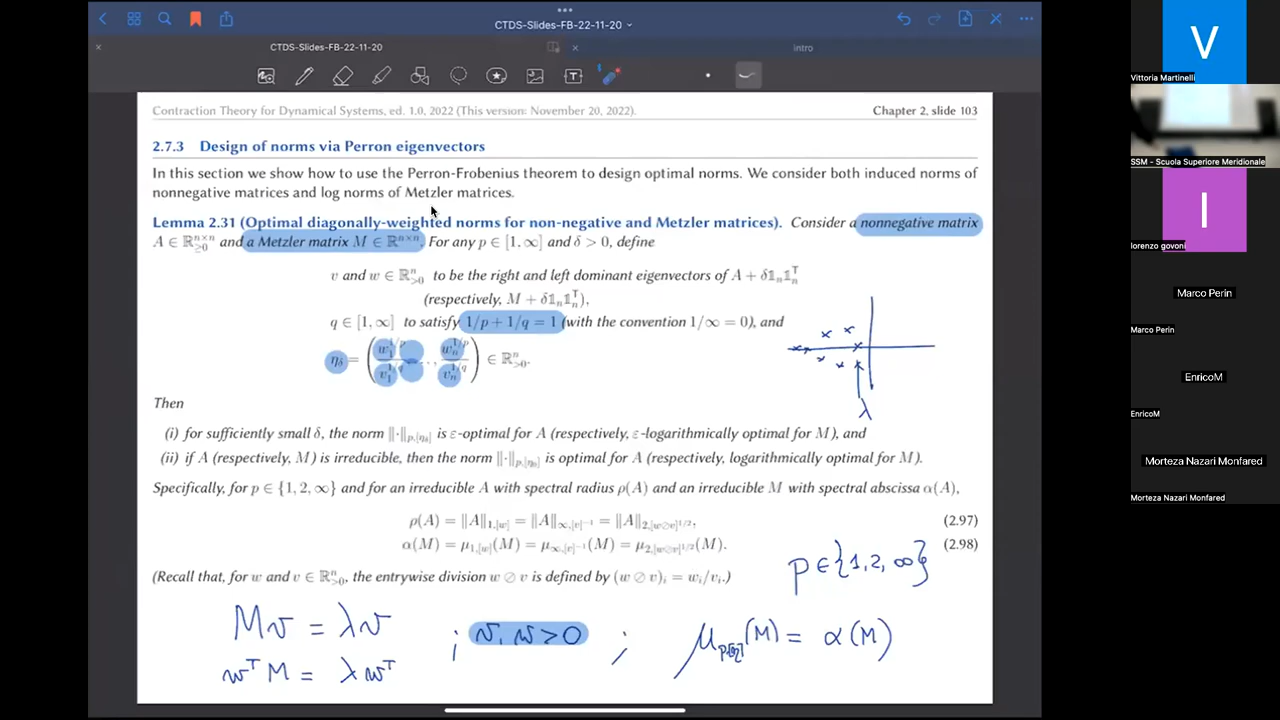 CTDS-Slides-FB-22-11-20
CTDS-Slides-FB-22-11-20
intro
Contraction Theory for Dynamical Systems, ed. 1.0, 2022 (This version: November 20, 2022).
Chapter 2, slide 103
2.7.3 Design of norms via Perron eigenvectors
In this section we show how to use the Perron-Frobenius theorem to design optimal norms. We consider both induced norms of
nonnegative matrices and log norms of Metzler matrices.
Lemma 2.31 (Optimal diagonally-weighted norms for non-negative and Metzler matrices). Consider a nonnegative matrix
A ∈ ℝ^{n×n}_{≥0} and a Metzler matrix M ∈ ℝ^{n×n}. For any p ∈ [1, ∞] and δ > 0, define
v and w ∈ ℝ^n_{>0} to be the right and left dominant eigenvectors of A + δ𝟙_n𝟙_n^T
(respectively, M + δ𝟙_n𝟙_n^T),
q ∈ [1, ∞] to satisfy 1/p + 1/q = 1 (with the convention 1/∞ = 0), and
η_δ = (w_1^{1/p}/v_1^{1/q}, ..., w_n^{1/p}/v_n^{1/q}) ∈ ℝ^n_{>0}.
λ
Then
(i) for sufficiently small δ, the norm ‖·‖_{p,[η_δ]} is ε-optimal for A (respectively, ε-logarithmically optimal for M), and
(ii) if A (respectively, M) is irreducible, then the norm ‖·‖_{p,[η_δ]} is optimal for A (respectively, logarithmically optimal for M).
Specifically, for p ∈ {1, 2, ∞} and for an irreducible A with spectral radius ρ(A) and an irreducible M with spectral abscissa α(M),
ρ(A) = ‖A‖_{1,[w]} = ‖A‖_{∞,[v]^{-1}} = ‖A‖_{2,[w⊘v]^{1/2}}, (2.97)
α(M) = μ_{1,[w]}(M) = μ_{∞,[v]^{-1}}(M) = μ_{2,[w⊘v]^{1/2}}(M). (2.98)
p ∈ {1, 2, ∞}
(Recall that, for w and v ∈ ℝ^n_{>0}, the entrywise division w ⊘ v is defined by (w ⊘ v)_i = w_i/v_i.)
Mv = λv
; v, w > 0 ; μ_{p,[η]}(M) = α(M)
w^T M = λ w^T
V
Vittoria Martinelli
SSM - Scuola Superiore Meridionale
l
lorenzo govoni
Marco Perin
Marco Perin
EnricoM
EnricoM
Morteza Nazari Monfared
Morteza Nazari Monfared